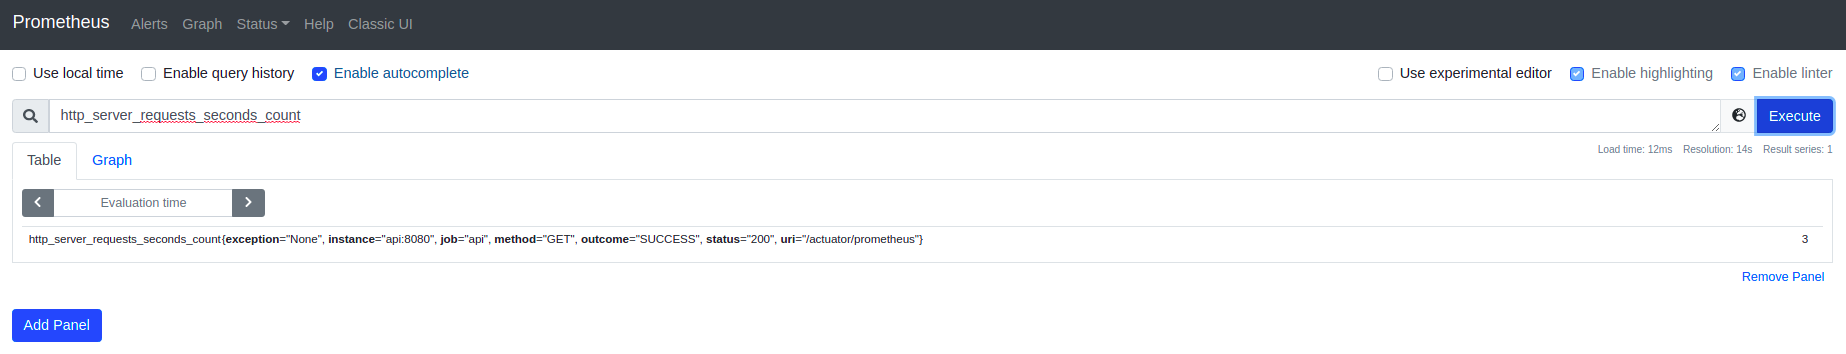 Prometheus Alerts Graph Status Help Classic UI
Use local time Enable query history Enable autocomplete Use experimental editor Enable highlighting Enable linter
http_server_requests_seconds_count Execute
Table Graph Load time: 12ms Resolution: 14s Result series: 1
Evaluation time
http_server_requests_seconds_count{exception="None", instance="api:8080", job="api", method="GET", outcome="SUCCESS", status="200", uri="/actuator/prometheus"} 3
Remove Panel
Add Panel